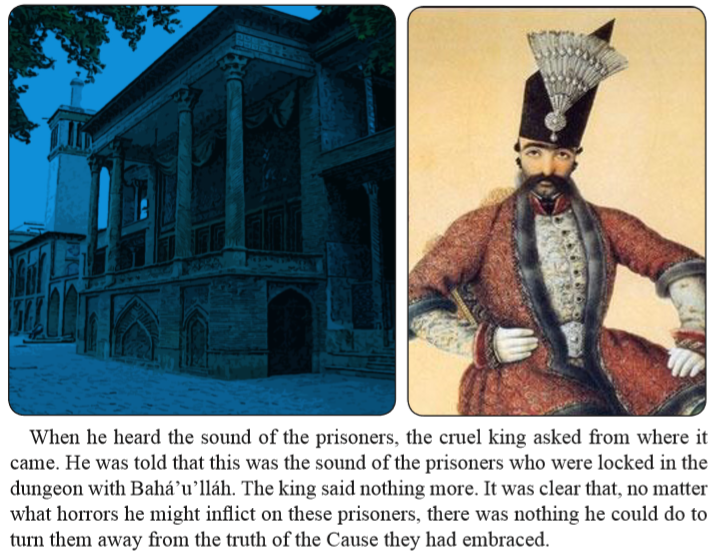 When he heard the sound of the prisoners, the cruel king asked from where it
came. He was told that this was the sound of the prisoners who were locked in the
dungeon with Bahá’u’lláh. The king said nothing more. It was clear that, no matter
what horrors he might inflict on these prisoners, there was nothing he could do to
turn them away from the truth of the Cause they had embraced.